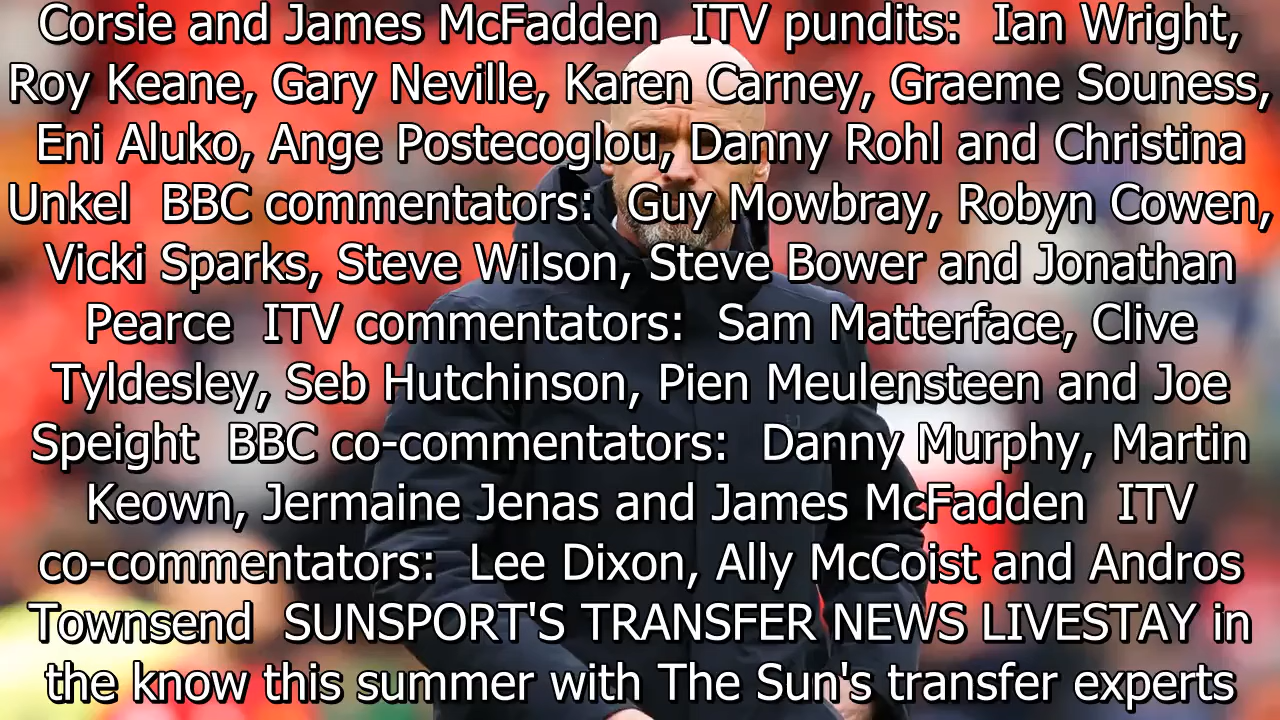 Corsie and James McFadden ITV pundits: Ian Wright,
Roy Keane, Gary Neville, Karen Carney, Graeme Souness,
Eni Aluko, Ange Postecoglou, Danny Rohl and Christina
Unkel BBC commentators: Guy Mowbray, Robyn Cowen,
Vicki Sparks, Steve Wilson, Steve Bower and Jonathan
Pearce ITV commentators: Sam Matterface, Clive
Tyldesley, Seb Hutchinson, Pien Meulensteen and Joe
Speight BBC co-commentators: Danny Murphy, Martin
Keown, Jermaine Jenas and James McFadden ITV
co-commentators: Lee Dixon, Ally McCoist and Andros
Townsend SUNSPORT'S TRANSFER NEWS LIVESTAY in
the know this summer with The Sun's transfer experts